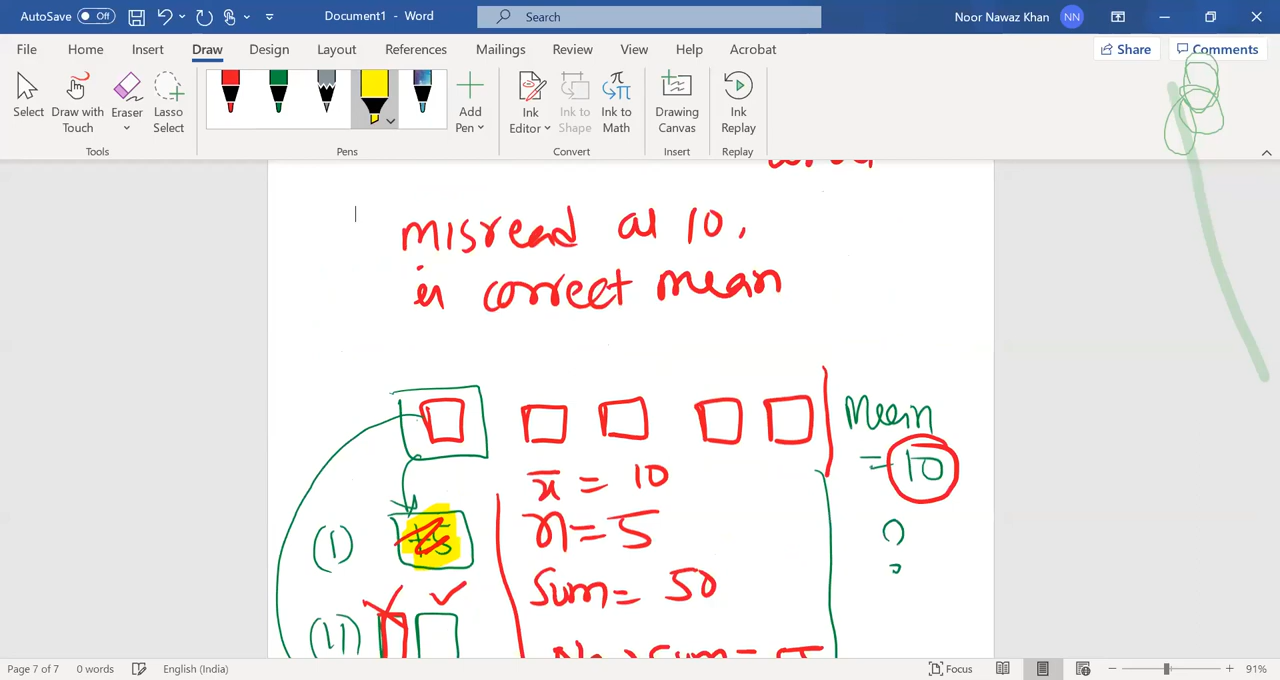 AutoSave Off Document1 - Word Search Noor Nawaz Khan NN
File Home Insert Draw Design Layout References Mailings Review View Help Acrobat Share Comments
Select Draw with Touch Eraser Lasso Select Add Pen Ink Editor Ink to Shape Ink to Math Drawing Canvas Ink Replay
Tools Pens Convert Insert Replay
misread as 10,
is correct mean
Mean
= 10
x̄ = 10
n = 5
?
(I)
Sum = 50
(II)
Page 7 of 7 0 words English (India) Focus 91%